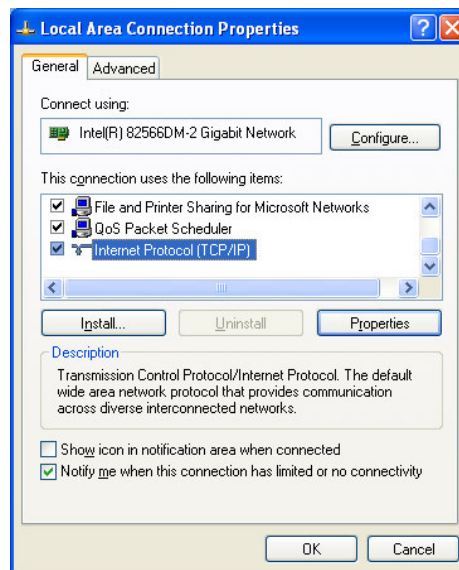 Local Area Connection Properties
General Advanced
Connect using:
Intel(R) 82566DM-2 Gigabit Network Configure...
This connection uses the following items:
File and Printer Sharing for Microsoft Networks
QoS Packet Scheduler
Internet Protocol (TCP/IP)
Install... Uninstall Properties
Description
Transmission Control Protocol/Internet Protocol. The default
wide area network protocol that provides communication
across diverse interconnected networks.
Show icon in notification area when connected
Notify me when this connection has limited or no connectivity
OK Cancel